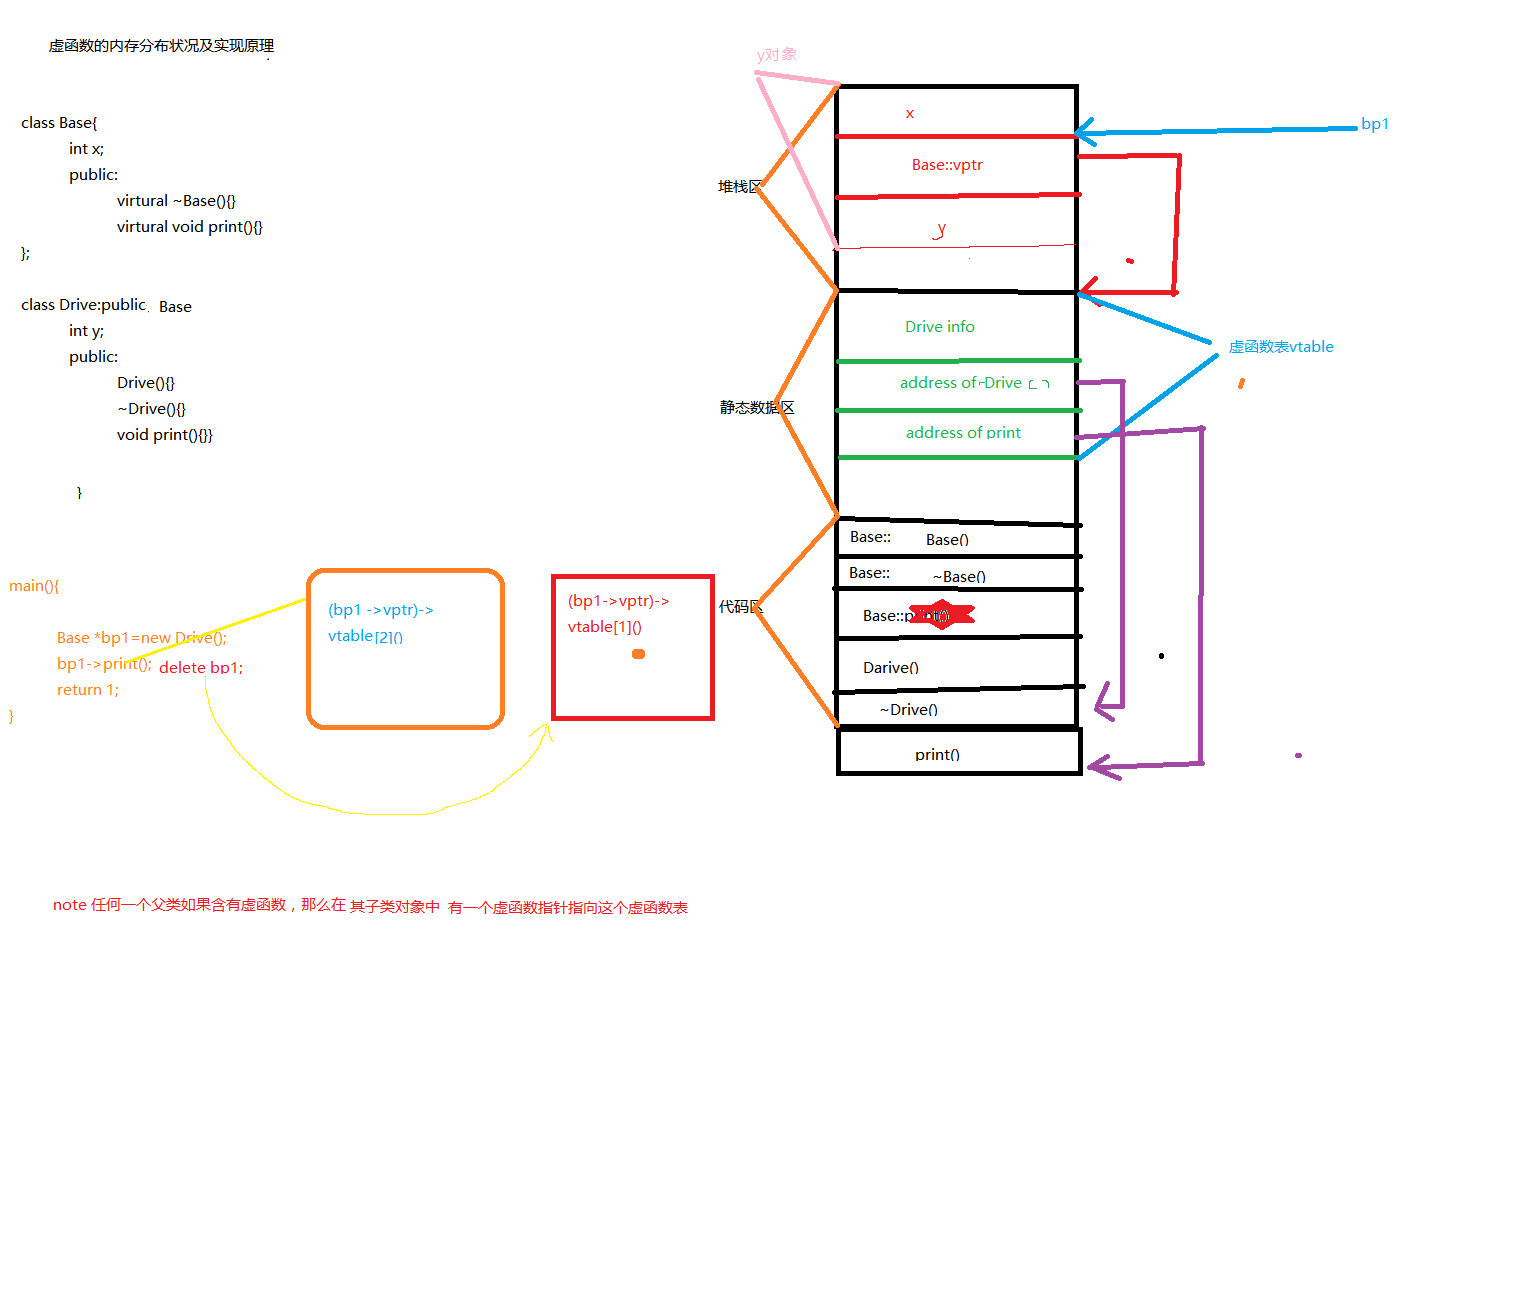 虚函数的内存分布状况及实现原理
class Base{
int x;
public:
virtural ~Base(){}
virtural void print(){}
};
class Drive:public Base
int y;
public:
Drive(){}
~Drive(){}
void print(){}}
}
main(){
Base *bp1=new Drive();
bp1->print(); delete bp1;
return 1;
}
(bp1 ->vptr)->
vtable[2]()
(bp1->vptr)->
vtable[1]()
y对象
堆栈区
静态数据区
代码区
x
Base::vptr
y
bp1
Drive info
address of ~Drive
address of print
虚函数表vtable
Base:: Base()
Base:: ~Base()
Base::print()
Darive()
~Drive()
print()
note 任何一个父类如果含有虚函数，那么在 其子类对象中 有一个虚函数指针指向这个虚函数表